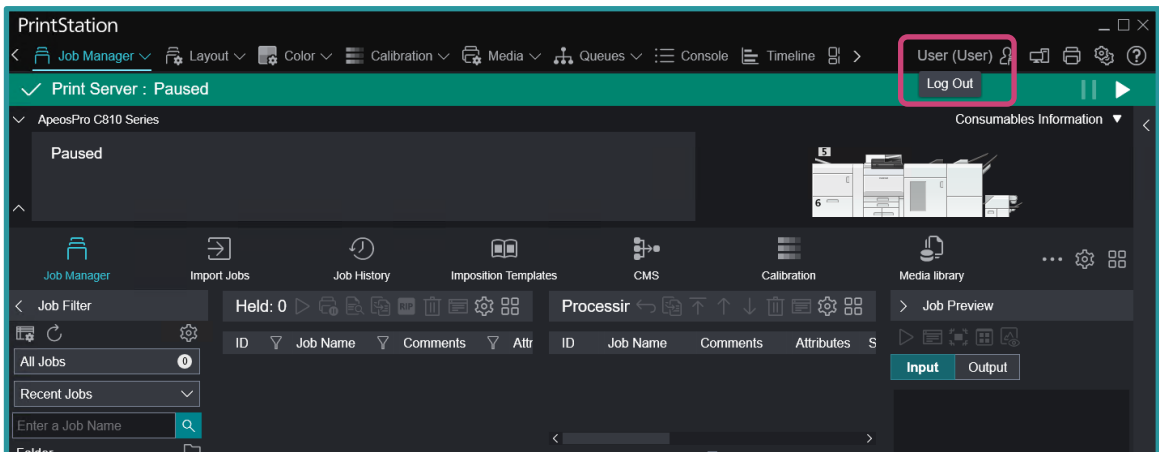 PrintStation
Job Manager Layout Color Calibration Media Queues Console Timeline User (User)
Log Out
Print Server : Paused
ApeosPro C810 Series Consumables Information
Paused
5
6
Job Manager Import Jobs Job History Imposition Templates CMS Calibration Media library
Job Filter Held: 0 RIP Processir Job Preview
ID Job Name Comments Attr ID Job Name Comments Attributes S
All Jobs 0
Input Output
Recent Jobs
Enter a Job Name
Folder